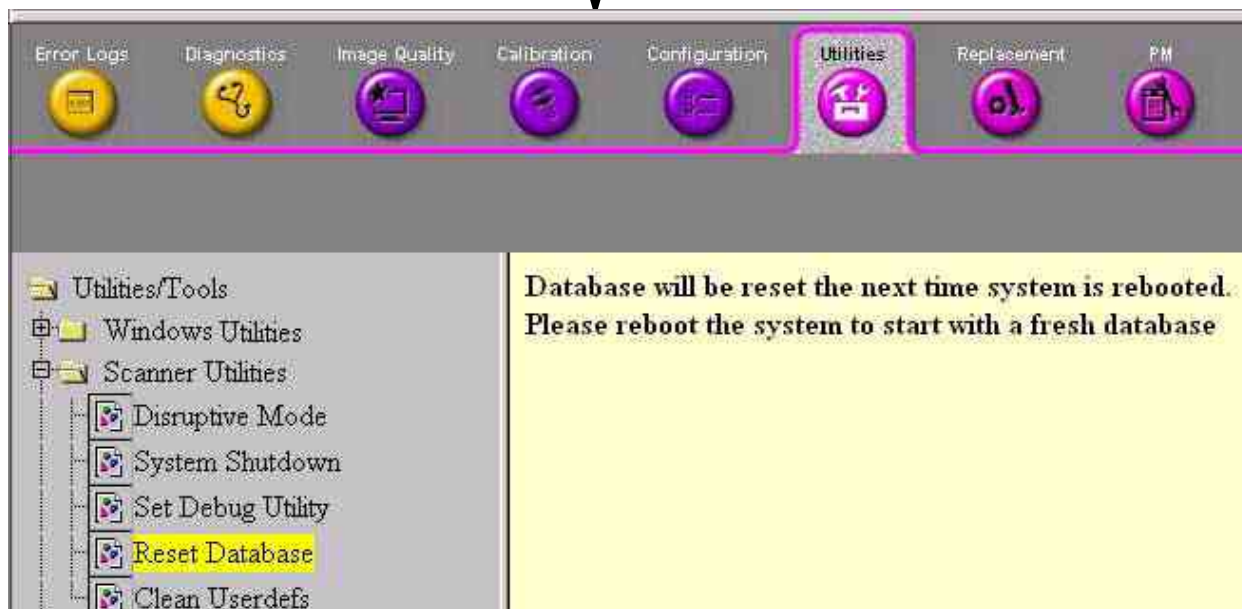 Error Logs
Diagnostics
Image Quality
Calibration
Configuration
Utilities
Replacement
PM
Utilities/Tools
Windows Utilities
Scanner Utilities
Disruptive Mode
System Shutdown
Set Debug Utility
Reset Database
Clean Userdefs
Database will be reset the next time system is rebooted.
Please reboot the system to start with a fresh database